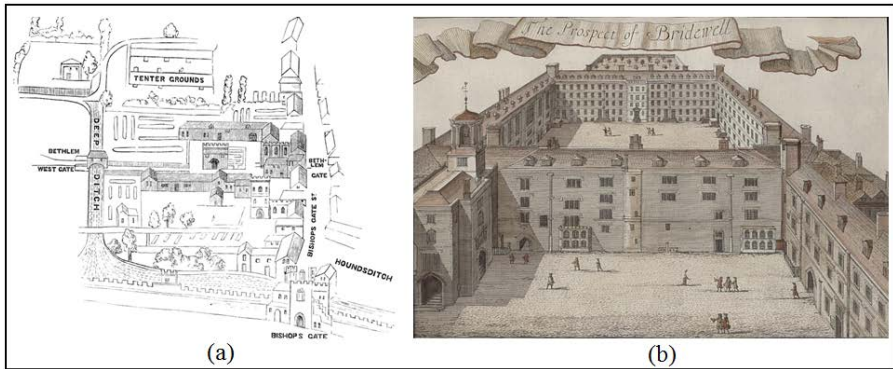 TENTER GROUNDS
DEEP
DITCH
BETHLEM
WEST GATE
BETH-
LEM
GATE
BISHOPS GATE ST
HOUNDSDITCH
BISHOPS GATE
(a)
The Prospect of Bridewell
(b)